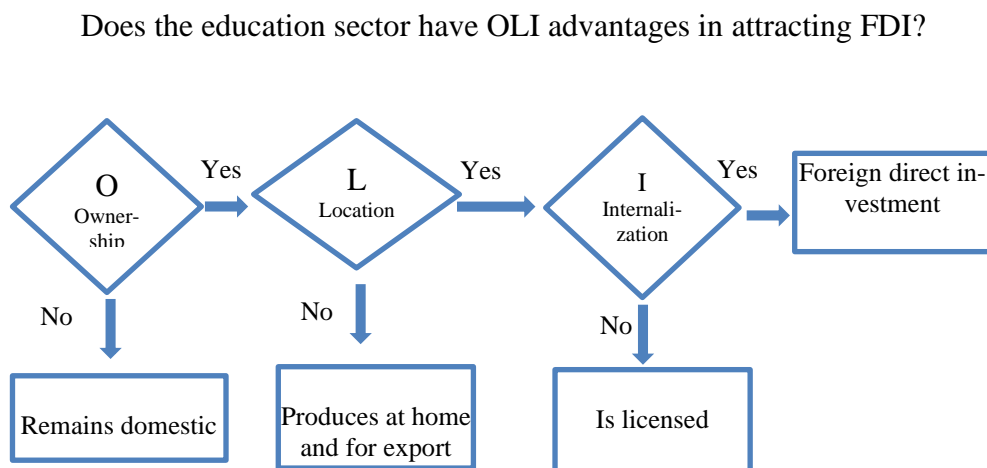 Does the education sector have OLI advantages in attracting FDI?
O
Owner-
ship
Yes
L
Location
Yes
I
Internali-
zation
Yes
Foreign direct in-
vestment
No
No
No
Remains domestic
Produces at home
and for export
Is licensed